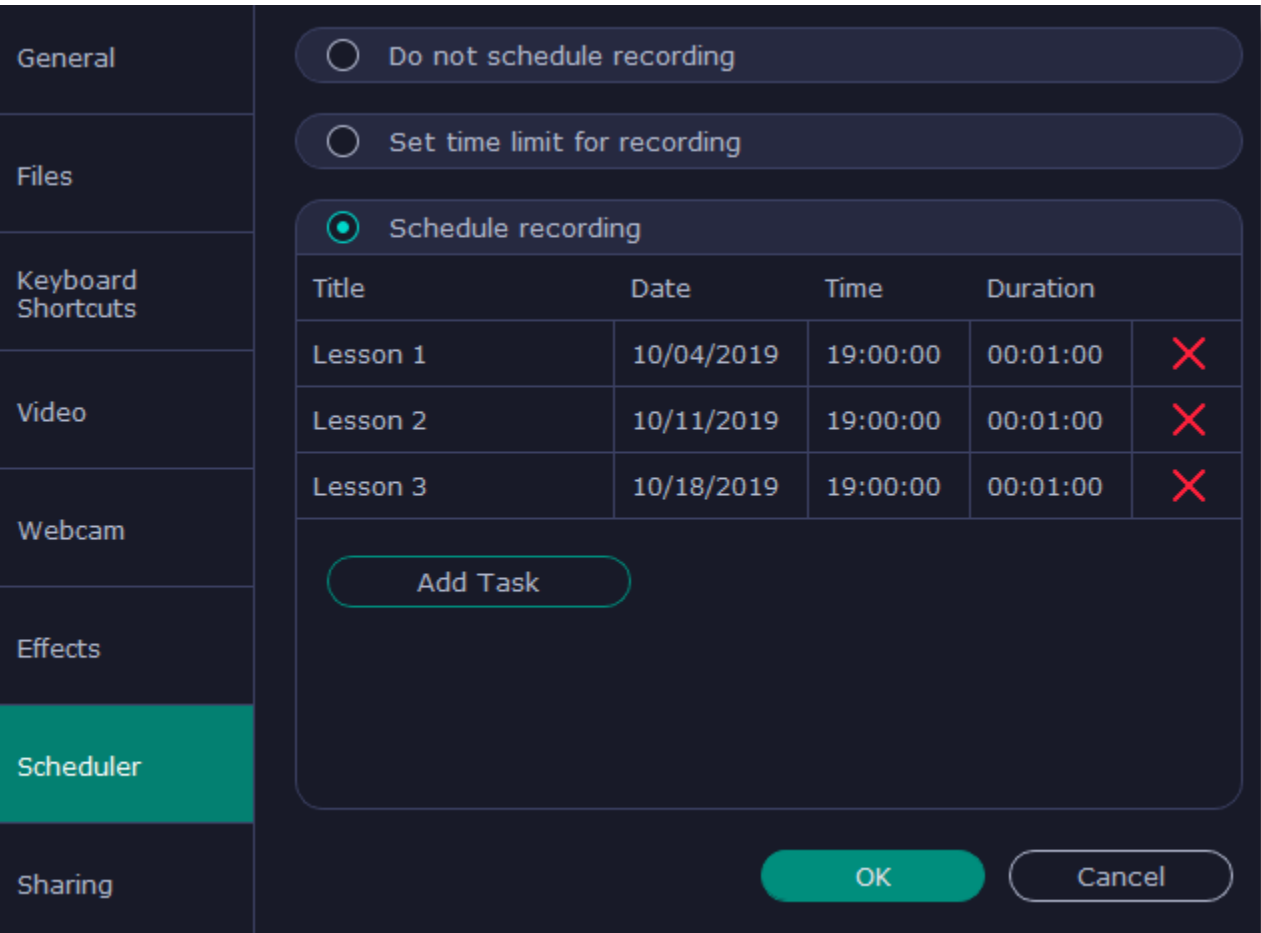 General
Files
Keyboard
Shortcuts
Video
Webcam
Effects
Scheduler
Sharing
Do not schedule recording
Set time limit for recording
Schedule recording
Title Date Time Duration
Lesson 1 10/04/2019 19:00:00 00:01:00
Lesson 2 10/11/2019 19:00:00 00:01:00
Lesson 3 10/18/2019 19:00:00 00:01:00
Add Task
OK Cancel